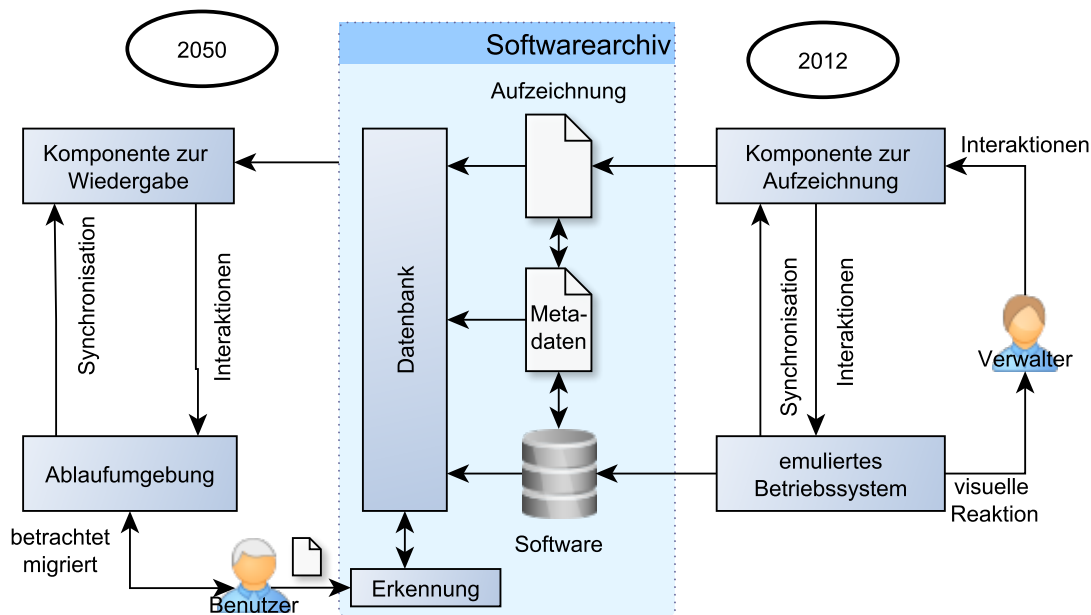 2050
Softwarearchiv
2012
Aufzeichnung
Komponente zur
Wiedergabe
Komponente zur
Aufzeichnung
Interaktionen
Synchronisation
Interaktionen
Datenbank
Meta-
daten
Synchronisation
Interaktionen
Verwalter
Ablaufumgebung
emuliertes
Betriebssystem
visuelle
Reaktion
betrachtet
migriert
Software
Benutzer
Erkennung